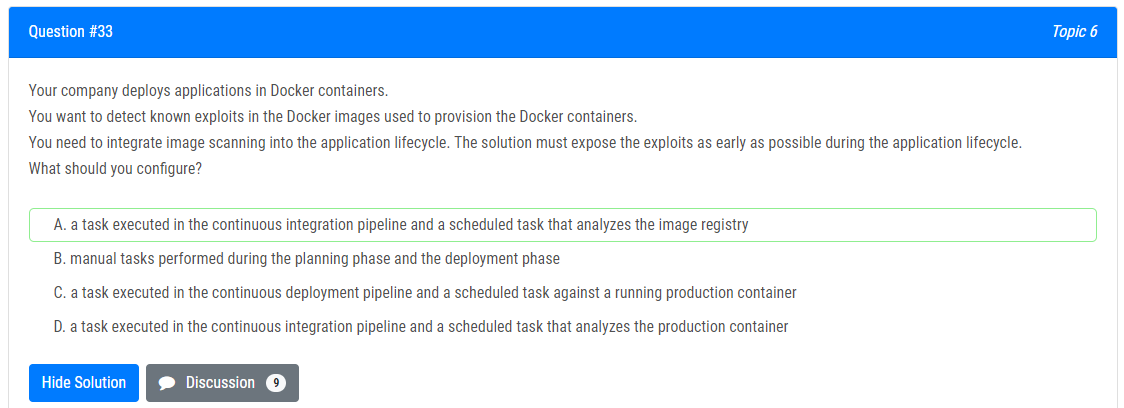 Question #33
Topic 6
Your company deploys applications in Docker containers.
You want to detect known exploits in the Docker images used to provision the Docker containers.
You need to integrate image scanning into the application lifecycle. The solution must expose the exploits as early as possible during the application lifecycle.
What should you configure?
A. a task executed in the continuous integration pipeline and a scheduled task that analyzes the image registry
B. manual tasks performed during the planning phase and the deployment phase
C. a task executed in the continuous deployment pipeline and a scheduled task against a running production container
D. a task executed in the continuous integration pipeline and a scheduled task that analyzes the production container
Hide Solution
Discussion 9